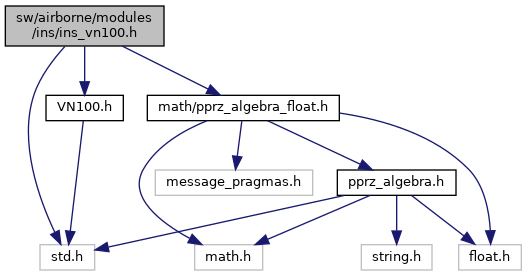 sw/airborne/modules
/ins/ins_vn100.h
VN100.h
math/pprz_algebra_float.h
message_pragmas.h
pprz_algebra.h
std.h
math.h
string.h
float.h